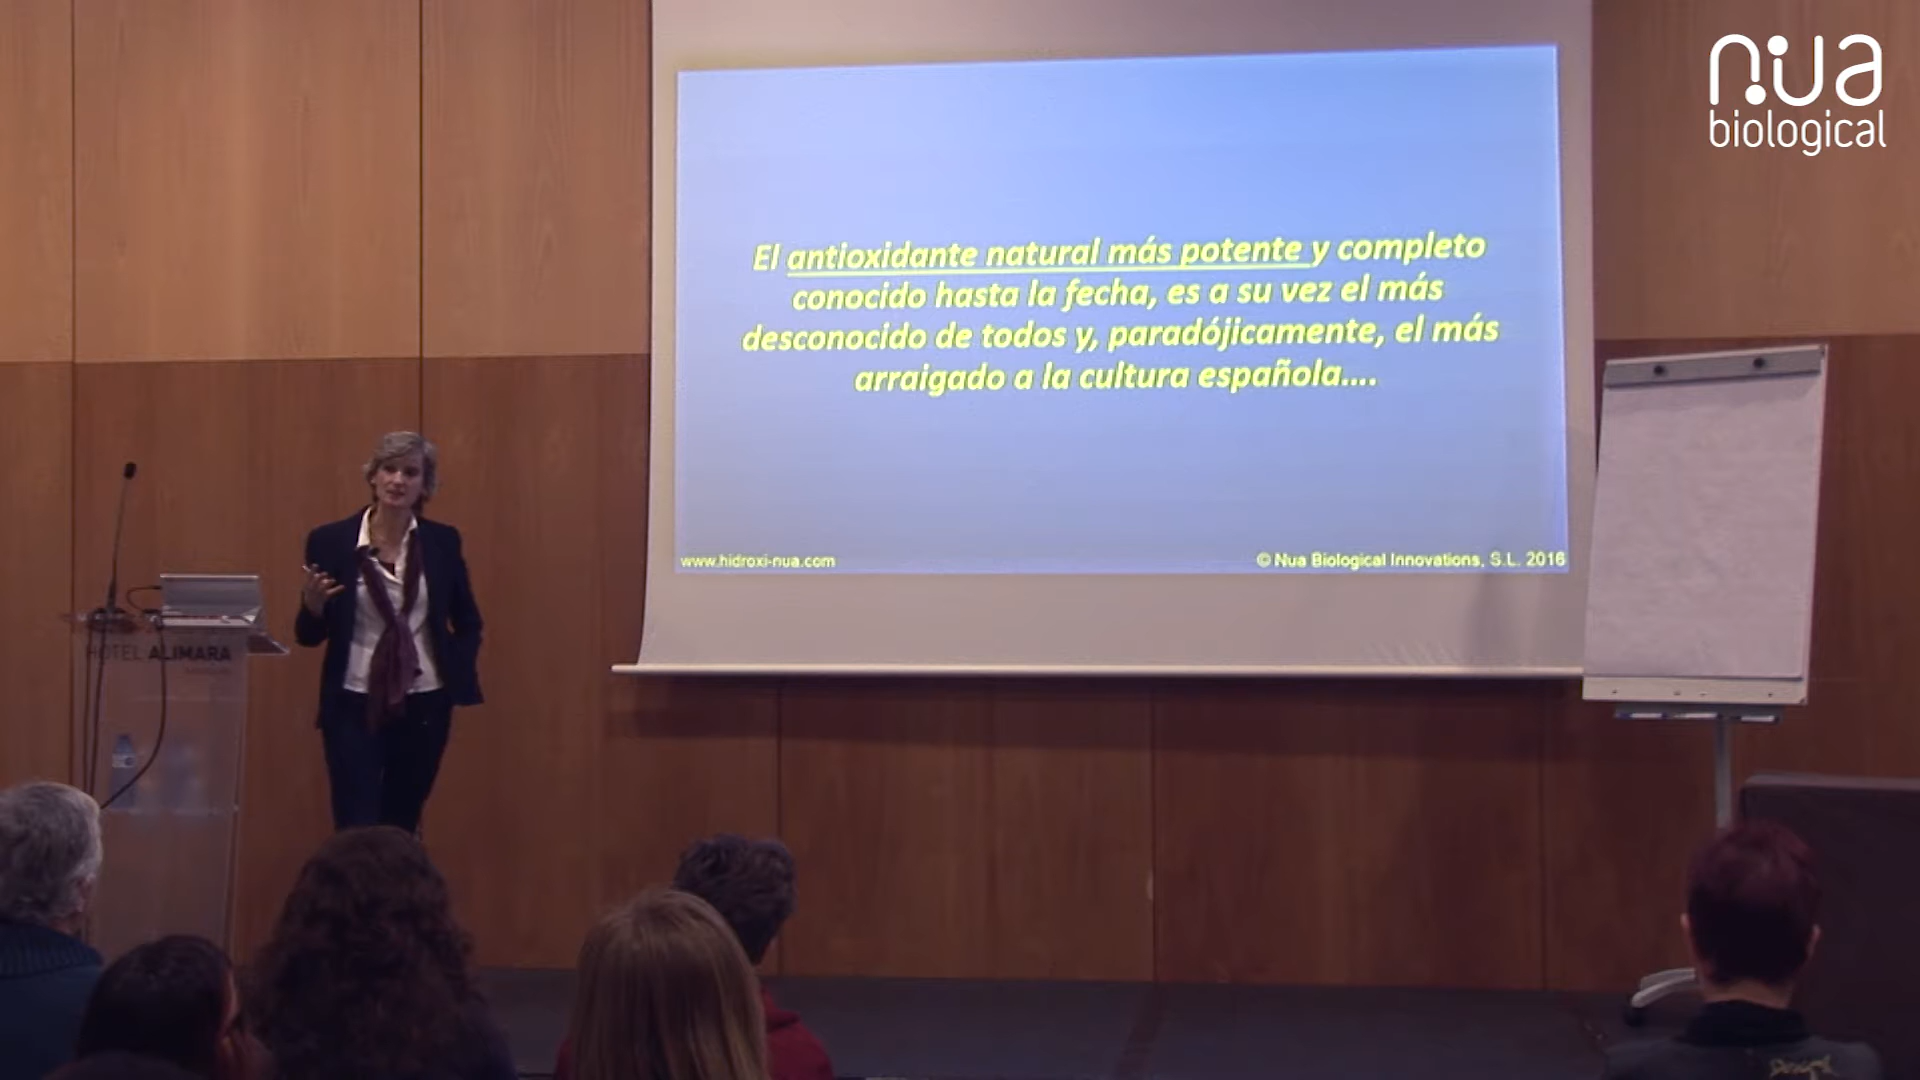 nua
biological
El antioxidante natural más potente y completo
conocido hasta la fecha, es a su vez el más
desconocido de todos y, paradójicamente, el más
arraigado a la cultura española....
www.hidroxi-nua.com
© Nua Biological Innovations, S.L. 2016
HOTEL ALIMARA